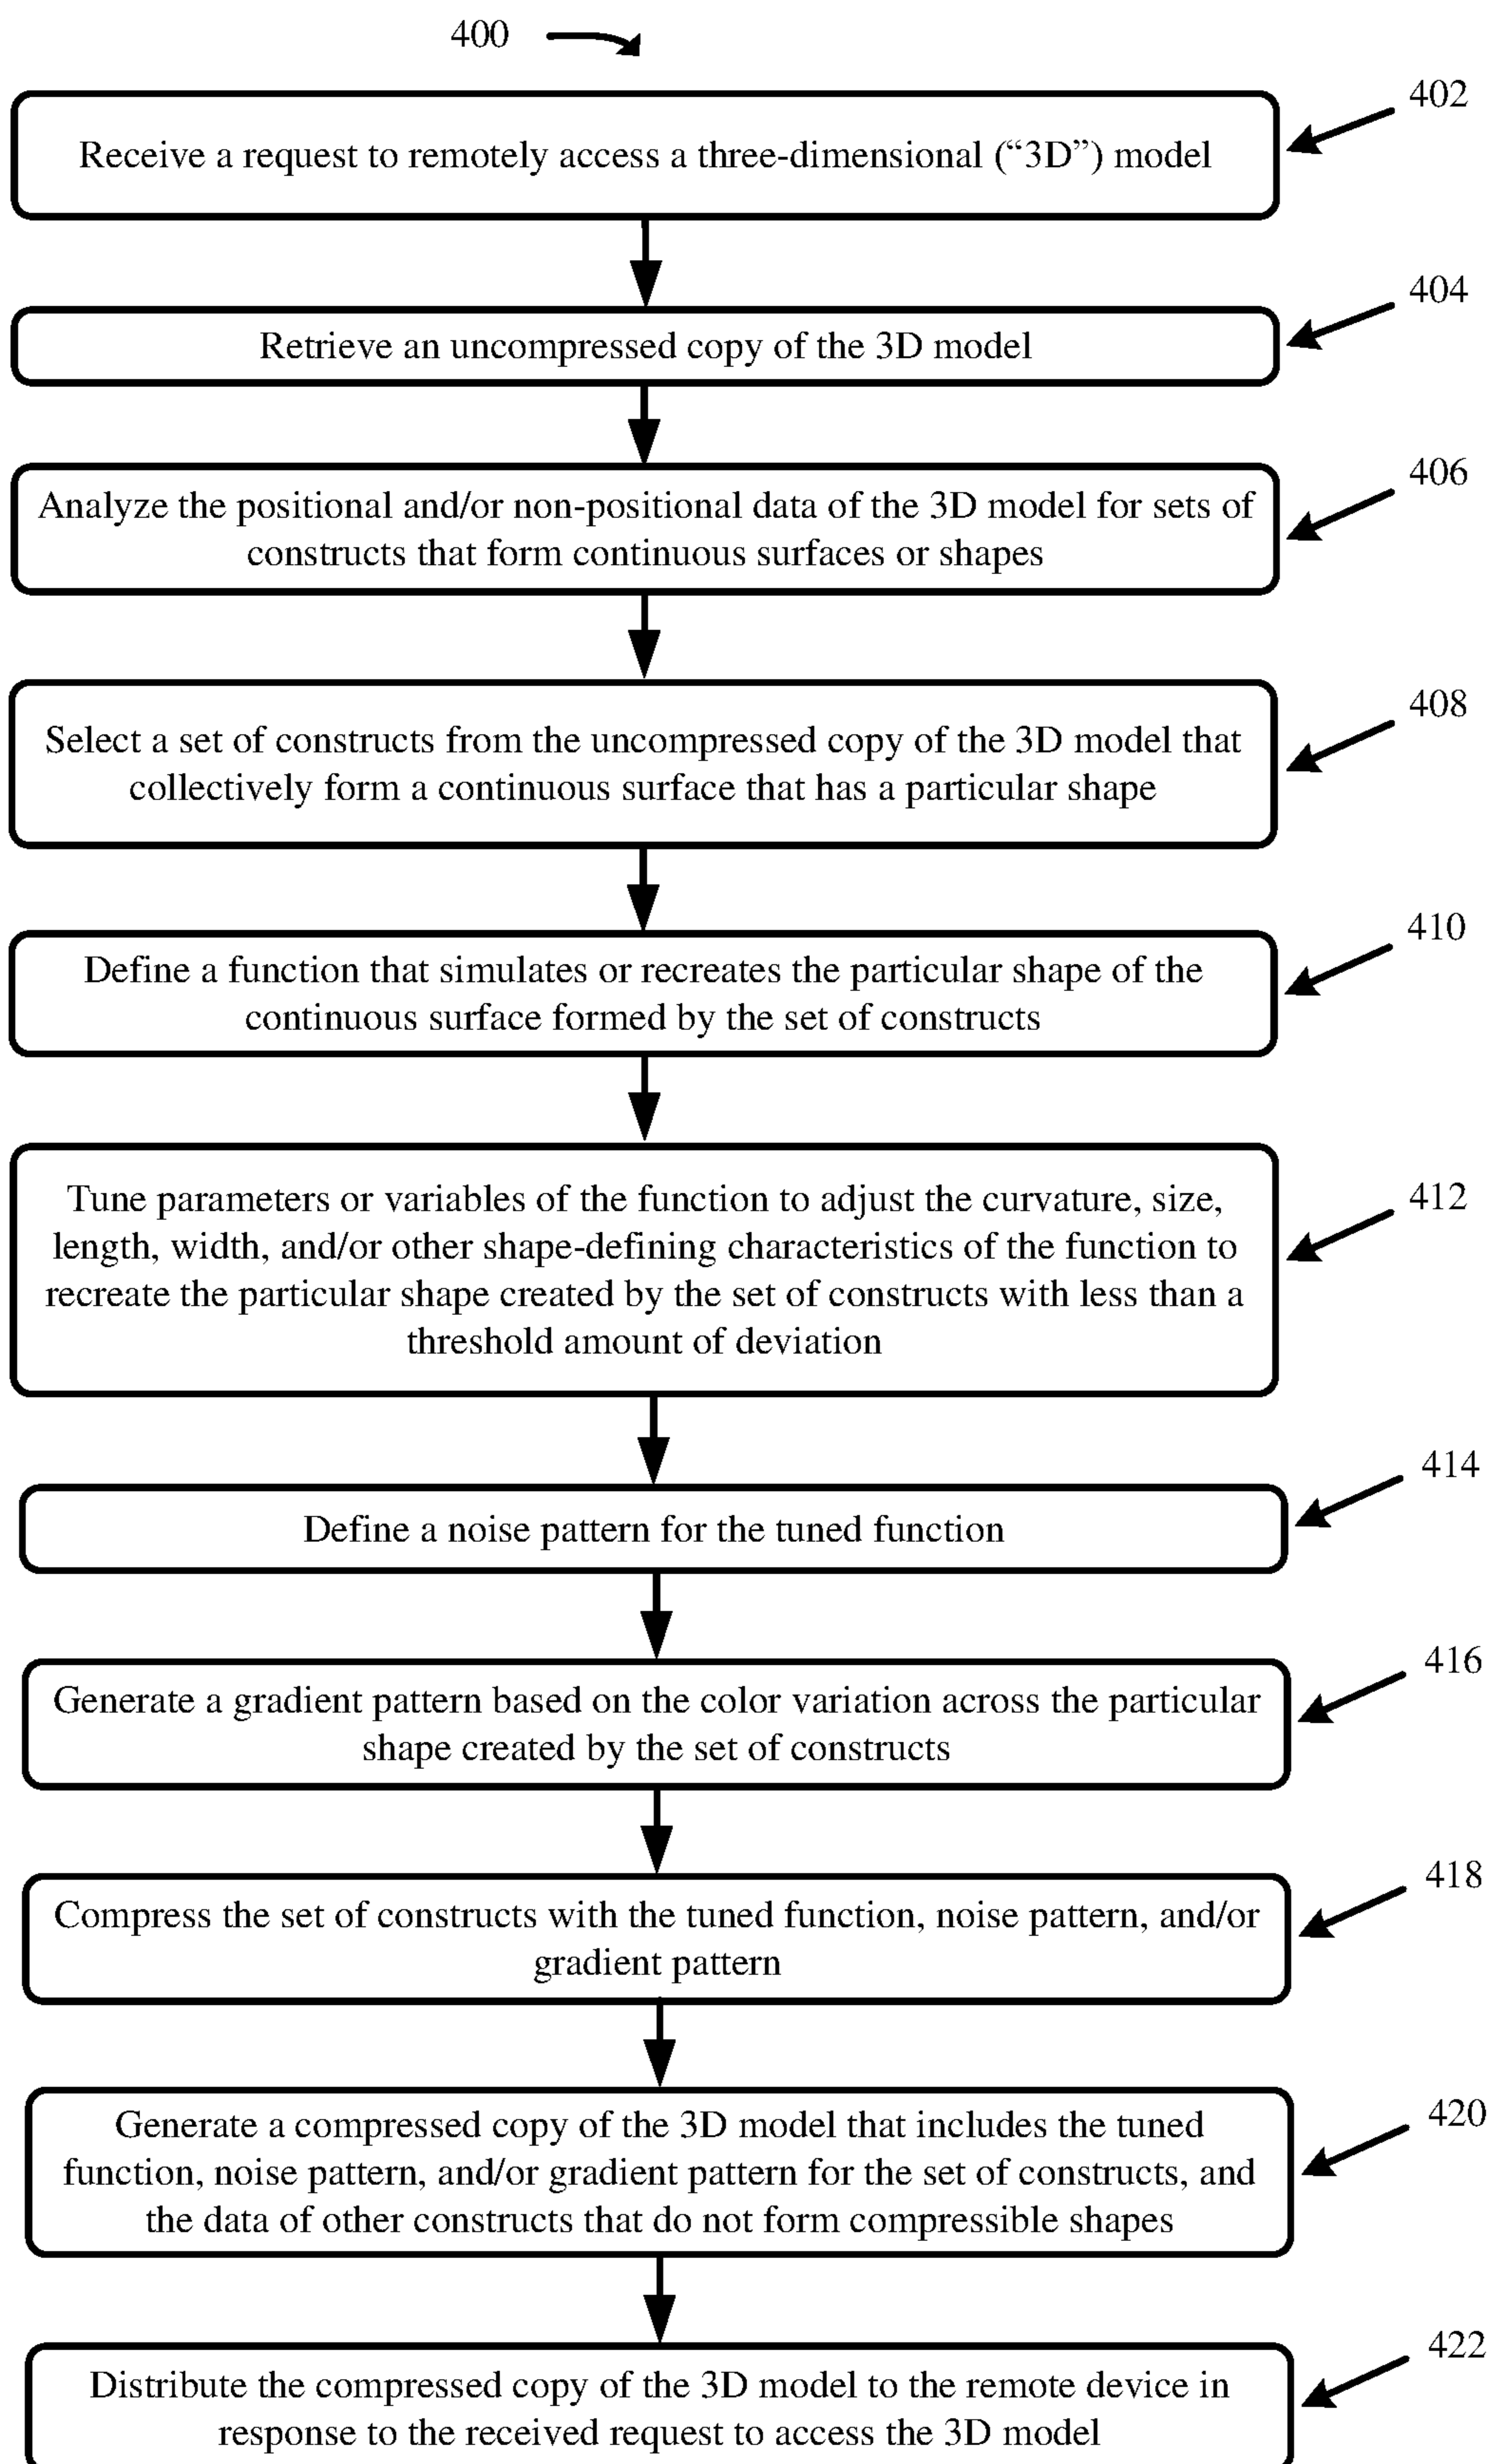 400
402
Receive a request to remotely access a three-dimensional (“3D”) model
404
Retrieve an uncompressed copy of the 3D model
406
Analyze the positional and/or non-positional data of the 3D model for sets of
constructs that form continuous surfaces or shapes
408
Select a set of constructs from the uncompressed copy of the 3D model that
collectively form a continuous surface that has a particular shape
410
Define a function that simulates or recreates the particular shape of the
continuous surface formed by the set of constructs
412
Tune parameters or variables of the function to adjust the curvature, size,
length, width, and/or other shape-defining characteristics of the function to
recreate the particular shape created by the set of constructs with less than a
threshold amount of deviation
414
Define a noise pattern for the tuned function
416
Generate a gradient pattern based on the color variation across the particular
shape created by the set of constructs
418
Compress the set of constructs with the tuned function, noise pattern, and/or
gradient pattern
420
Generate a compressed copy of the 3D model that includes the tuned
function, noise pattern, and/or gradient pattern for the set of constructs, and
the data of other constructs that do not form compressible shapes
422
Distribute the compressed copy of the 3D model to the remote device in
response to the received request to access the 3D model